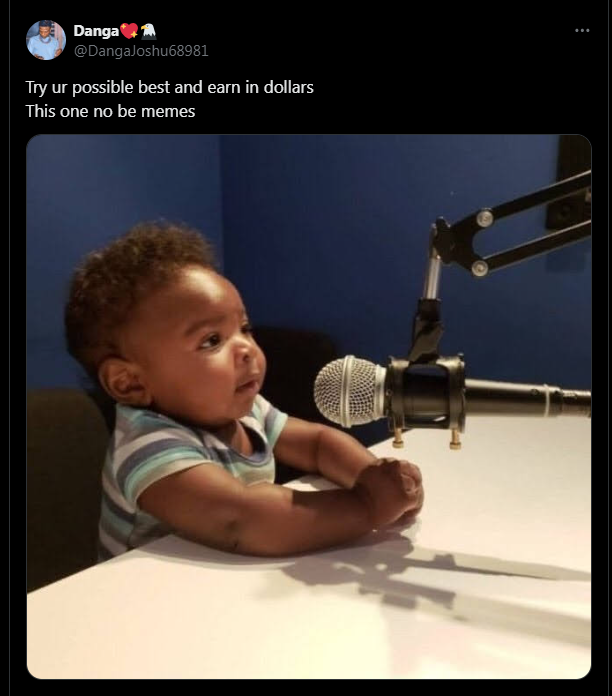 Danga💖🦅
@DangaJoshu68981
Try ur possible best and earn in dollars
This one no be memes